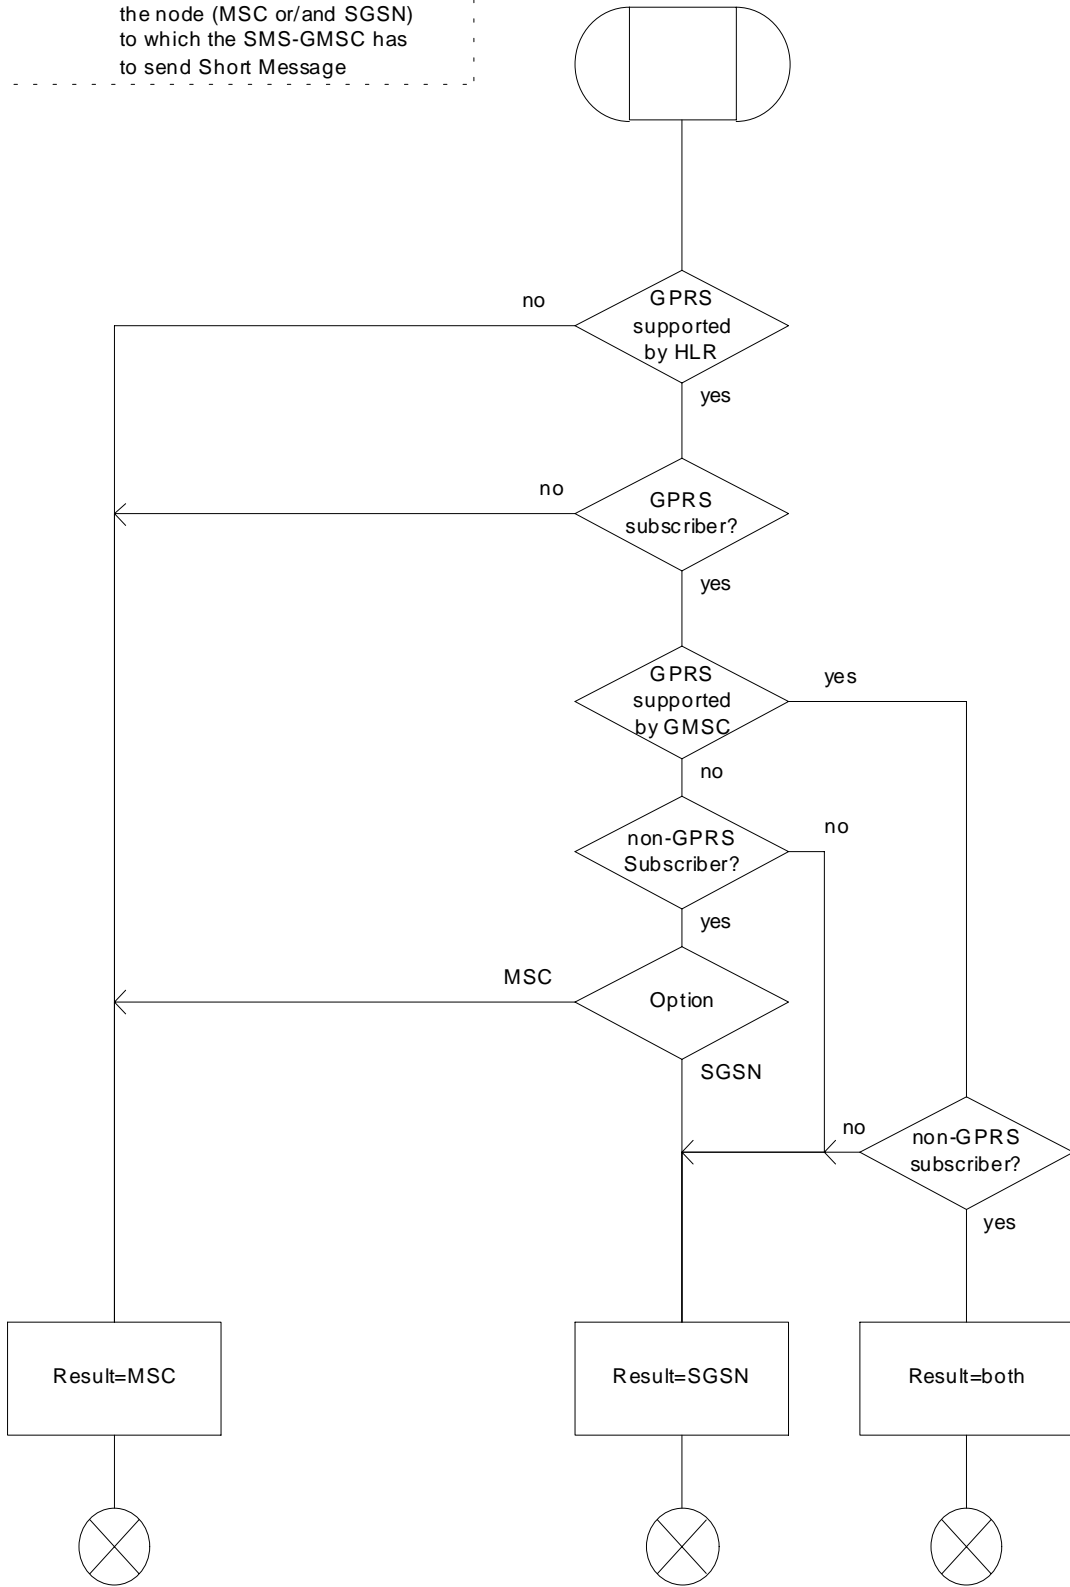 the node (MSC or/and SGSN)
to which the SMS-GMSC has
to send Short Message
no
GPRS
supported
by HLR
yes
no
GPRS
subscriber?
yes
GPRS
supported
by GMSC
yes
no
non-GPRS
Subscriber?
no
yes
MSC
Option
SGSN
no
non-GPRS
subscriber?
yes
Result=MSC
Result=SGSN
Result=both